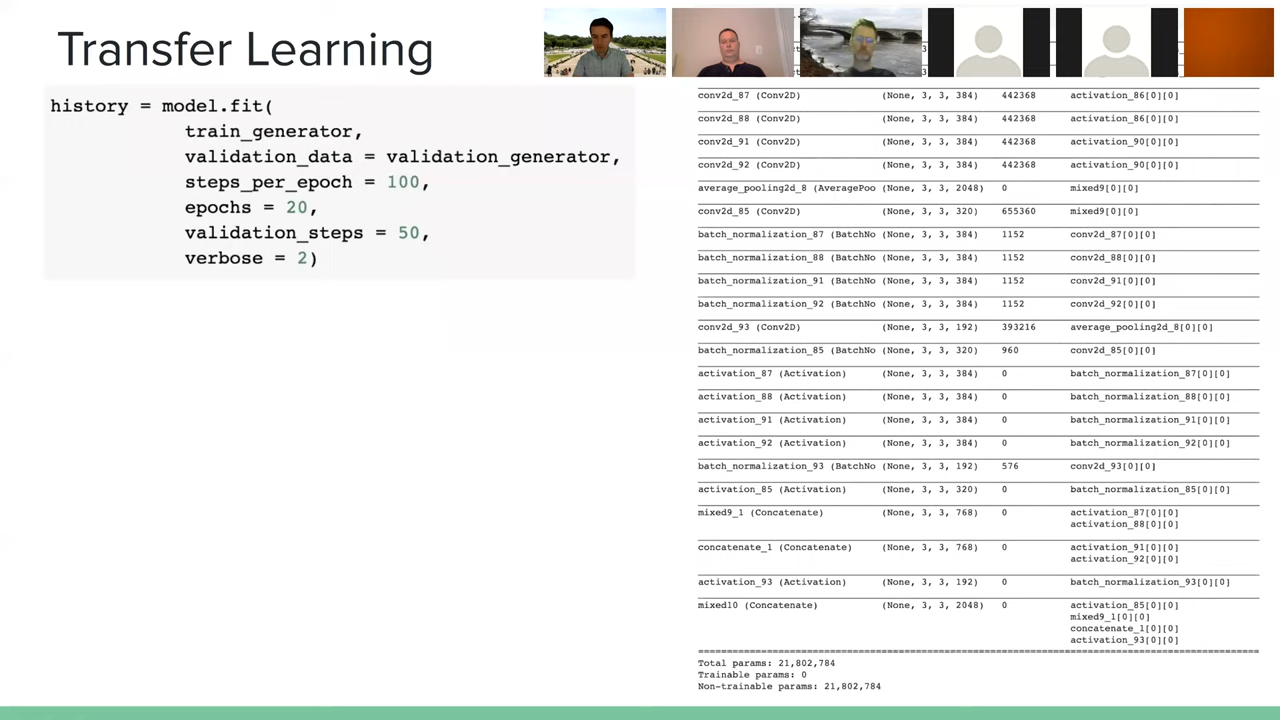 Transfer Learning
history = model.fit(
train_generator,
validation_data = validation_generator,
steps_per_epoch = 100,
epochs = 20,
validation_steps = 50,
verbose = 2)
conv2d_87 (Conv2D) (None, 3, 3, 384) 442368 activation_86[0][0]
conv2d_88 (Conv2D) (None, 3, 3, 384) 442368 activation_86[0][0]
conv2d_91 (Conv2D) (None, 3, 3, 384) 442368 activation_90[0][0]
conv2d_92 (Conv2D) (None, 3, 3, 384) 442368 activation_90[0][0]
average_pooling2d_8 (AveragePoo (None, 3, 3, 2048) 0 mixed9[0][0]
conv2d_85 (Conv2D) (None, 3, 3, 320) 655360 mixed9[0][0]
batch_normalization_87 (BatchNo (None, 3, 3, 384) 1152 conv2d_87[0][0]
batch_normalization_88 (BatchNo (None, 3, 3, 384) 1152 conv2d_88[0][0]
batch_normalization_91 (BatchNo (None, 3, 3, 384) 1152 conv2d_91[0][0]
batch_normalization_92 (BatchNo (None, 3, 3, 384) 1152 conv2d_92[0][0]
conv2d_93 (Conv2D) (None, 3, 3, 192) 393216 average_pooling2d_8[0][0]
batch_normalization_85 (BatchNo (None, 3, 3, 320) 960 conv2d_85[0][0]
activation_87 (Activation) (None, 3, 3, 384) 0 batch_normalization_87[0][0]
activation_88 (Activation) (None, 3, 3, 384) 0 batch_normalization_88[0][0]
activation_91 (Activation) (None, 3, 3, 384) 0 batch_normalization_91[0][0]
activation_92 (Activation) (None, 3, 3, 384) 0 batch_normalization_92[0][0]
batch_normalization_93 (BatchNo (None, 3, 3, 192) 576 conv2d_93[0][0]
activation_85 (Activation) (None, 3, 3, 320) 0 batch_normalization_85[0][0]
mixed9_1 (Concatenate) (None, 3, 3, 768) 0 activation_87[0][0]
activation_88[0][0]
concatenate_1 (Concatenate) (None, 3, 3, 768) 0 activation_91[0][0]
activation_92[0][0]
activation_93 (Activation) (None, 3, 3, 192) 0 batch_normalization_93[0][0]
mixed10 (Concatenate) (None, 3, 3, 2048) 0 activation_85[0][0]
mixed9_1[0][0]
concatenate_1[0][0]
activation_93[0][0]
Total params: 21,802,784
Trainable params: 0
Non-trainable params: 21,802,784